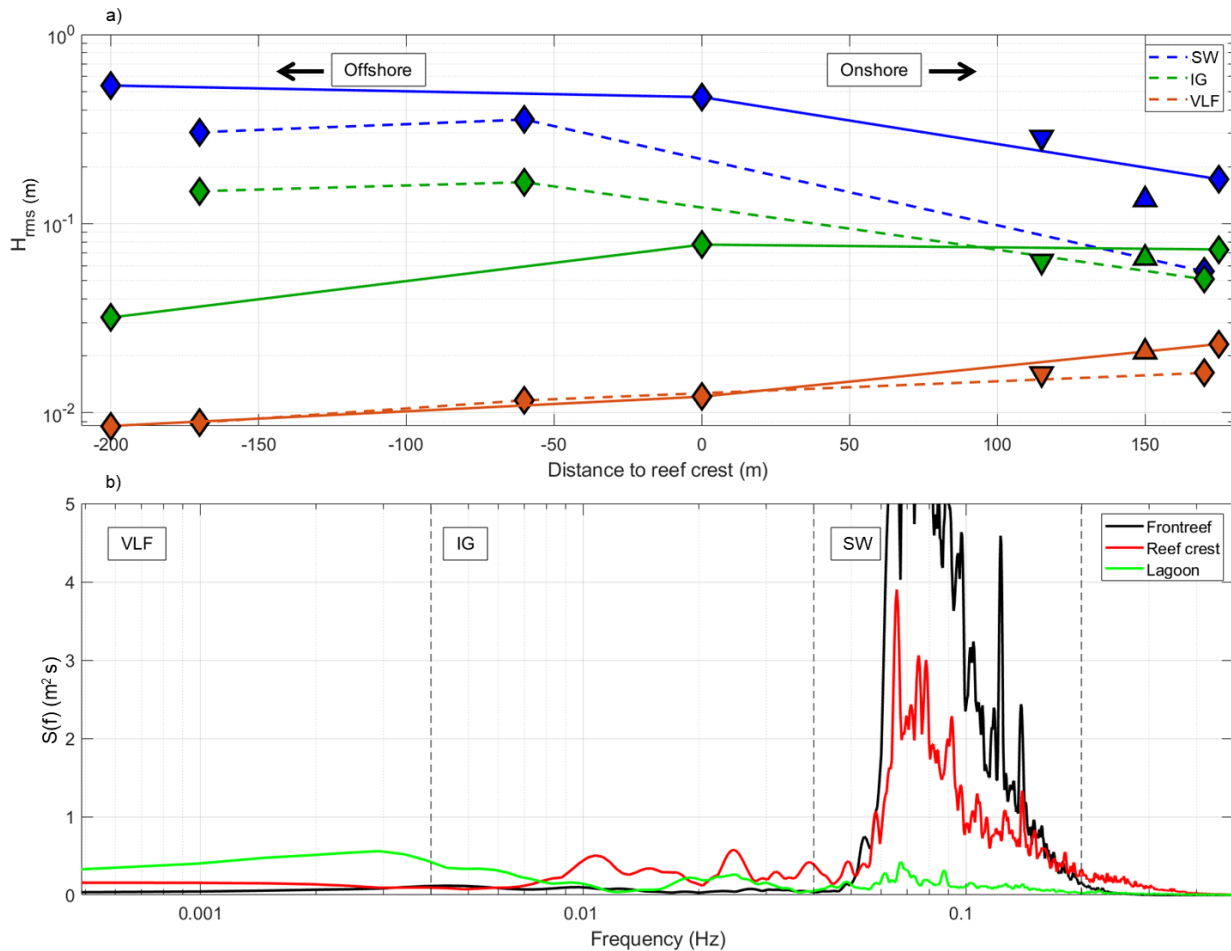 a)
10^0
10^-1
10^-2
H_rms (m)
Offshore
Onshore
SW
IG
VLF
-200 -150 -100 -50 0 50 100 150
Distance to reef crest (m)
b)
5
4
3
2
1
0
S(f) (m^2 s)
VLF
IG
SW
Frontreef
Reef crest
Lagoon
0.001 0.01 0.1
Frequency (Hz)